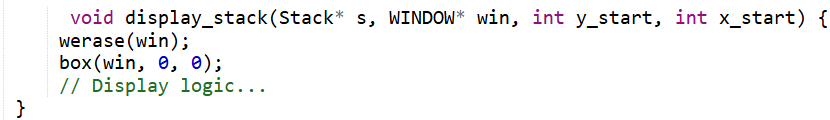 void display_stack(Stack* s, WINDOW* win, int y_start, int x_start) {
werase(win);
box(win, 0, 0);
// Display logic...
}